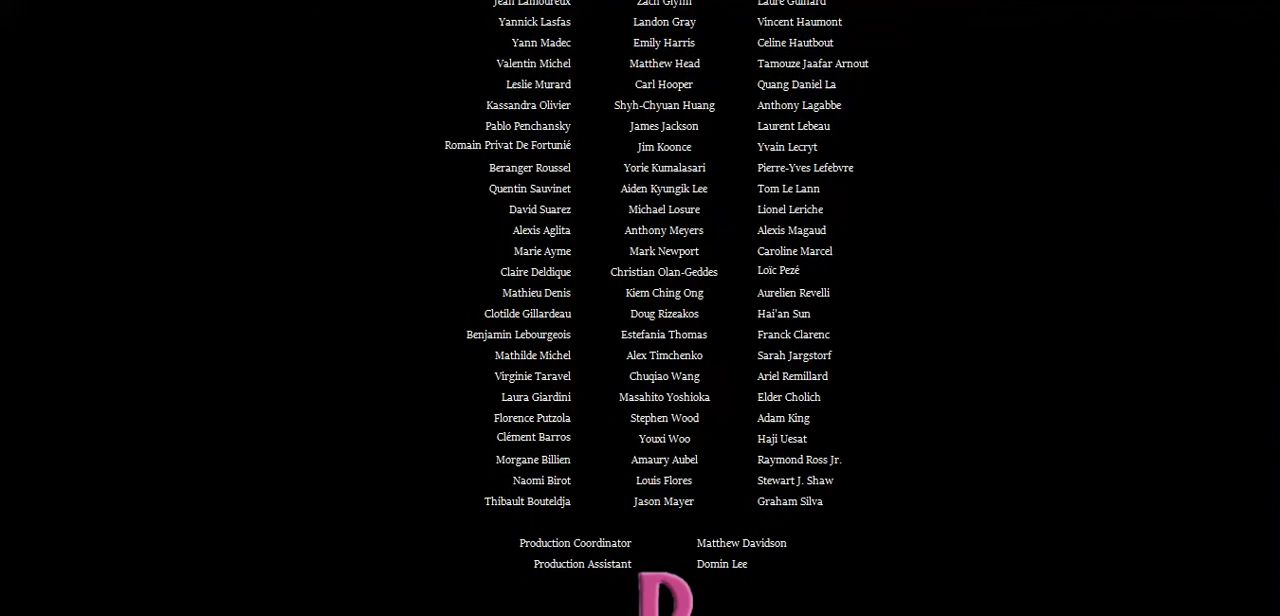 Jean Lamoureux Zach Glynn Laure Guinard
Yannick Lasfas Landon Gray Vincent Haumont
Yann Madec Emily Harris Celine Hautbout
Valentin Michel Matthew Head Tamouze Jaafar Arnout
Leslie Murard Carl Hooper Quang Daniel La
Kassandra Olivier Shyh-Chyuan Huang Anthony Lagabbe
Pablo Penchansky James Jackson Laurent Lebeau
Romain Privat De Fortunié Jim Koonce Yvain Lecryt
Beranger Roussel Yorie Kumalasari Pierre-Yves Lefebvre
Quentin Sauvinet Aiden Kyungik Lee Tom Le Lann
David Suarez Michael Losure Lionel Leriche
Alexis Aglita Anthony Meyers Alexis Magaud
Marie Ayme Mark Newport Caroline Marcel
Claire Deldique Christian Olan-Geddes Loïc Pezé
Mathieu Denis Kiem Ching Ong Aurelien Revelli
Clotilde Gillardeau Doug Rizeakos Hai'an Sun
Benjamin Lebourgeois Estefania Thomas Franck Clarenc
Mathilde Michel Alex Timchenko Sarah Jargstorf
Virginie Taravel Chuqiao Wang Ariel Remillard
Laura Giardini Masahito Yoshioka Elder Cholich
Florence Putzola Stephen Wood Adam King
Clément Barros Youxi Woo Haji Uesat
Morgane Billien Amaury Aubel Raymond Ross Jr.
Naomi Birot Louis Flores Stewart J. Shaw
Thibault Bouteldja Jason Mayer Graham Silva
Production Coordinator Matthew Davidson
Production Assistant Domin Lee